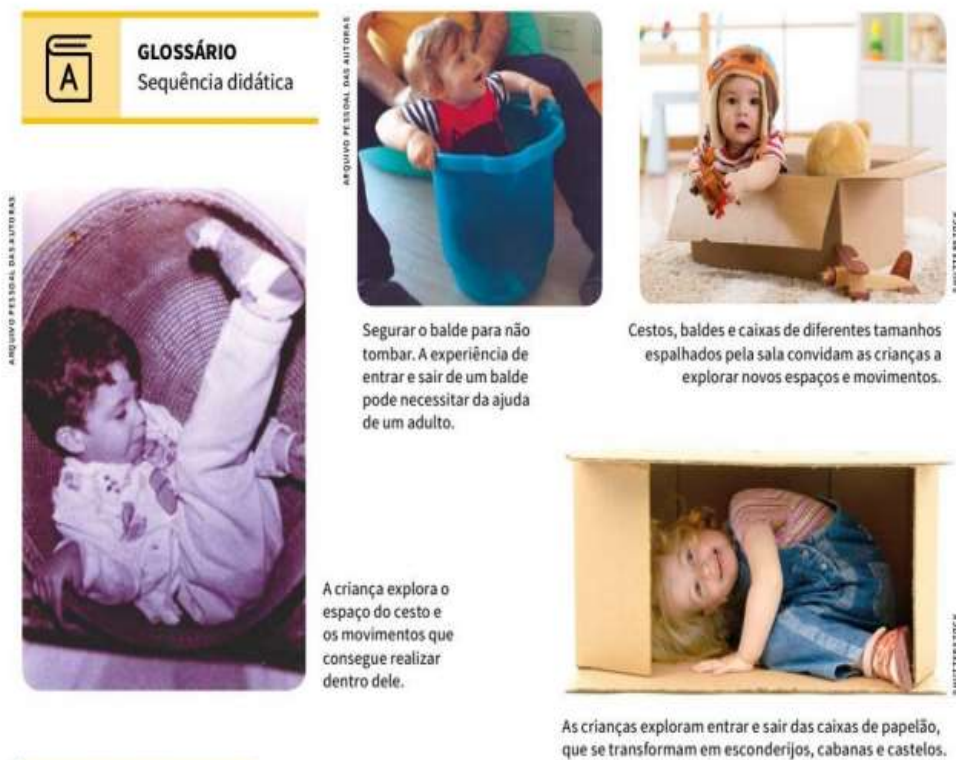 A
GLOSSÁRIO
Sequência didática
ARQUIVO PESSOAL DAS AUTORAS
Segurar o balde para não
tombar. A experiência de
entrar e sair de um balde
pode necessitar da ajuda
de um adulto.
SHUTTERSTOCK
Cestos, baldes e caixas de diferentes tamanhos
espalhados pela sala convidam as crianças a
explorar novos espaços e movimentos.
ARQUIVO PESSOAL DAS AUTORAS
A criança explora o
espaço do cesto e
os movimentos que
consegue realizar
dentro dele.
SHUTTERSTOCK
As crianças exploram entrar e sair das caixas de papelão,
que se transformam em esconderijos, cabanas e castelos.